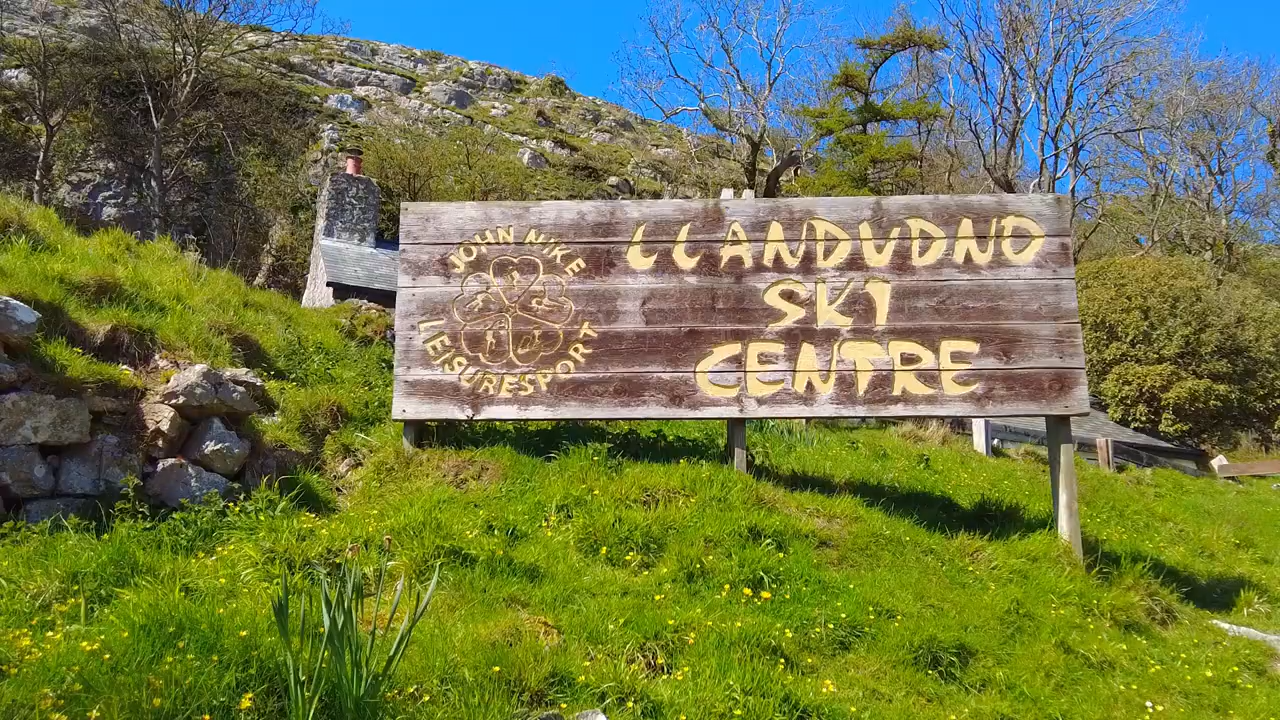 JOHN NIKE
LEISURESPORT
LLANDUDNO
SKI
CENTRE